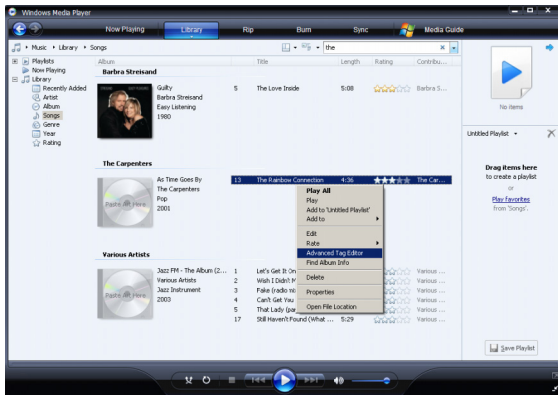 Windows Media Player
Now Playing Library Rip Burn Sync Media Guide
Music Library Songs the
Playlists
Now Playing
Library
Recently Added
Artist
Album
Songs
Genre
Year
Rating
Album Title Length Rating Contribu...
Barbra Streisand
Guilty 5 The Love Inside 5:08 Barbra S...
Barbra Streisand
Easy Listening
1980
The Carpenters
As Time Goes By 13 The Rainbow Connection 4:36 The Car...
The Carpenters
Pop
2001
Paste Art Here
Various Artists
Jazz FM - The Album (2... 1 Let's Get It On Various ...
Various Artists 2 Wish I Didn't M Various ...
Jazz Instrument 3 Fake (radio mi Various ...
2003 4 Can't Get You Various ...
5 That Lady (par Various ...
17 Still Haven't Found (What ... 5:29 Various ...
Paste Art Here
Play All
Play
Add to 'Untitled Playlist'
Add to
Edit
Rate
Advanced Tag Editor
Find Album Info
Delete
Properties
Open File Location
No items
Untitled Playlist
Drag items here
to create a playlist
or
Play favorites
from 'Songs'.
Save Playlist